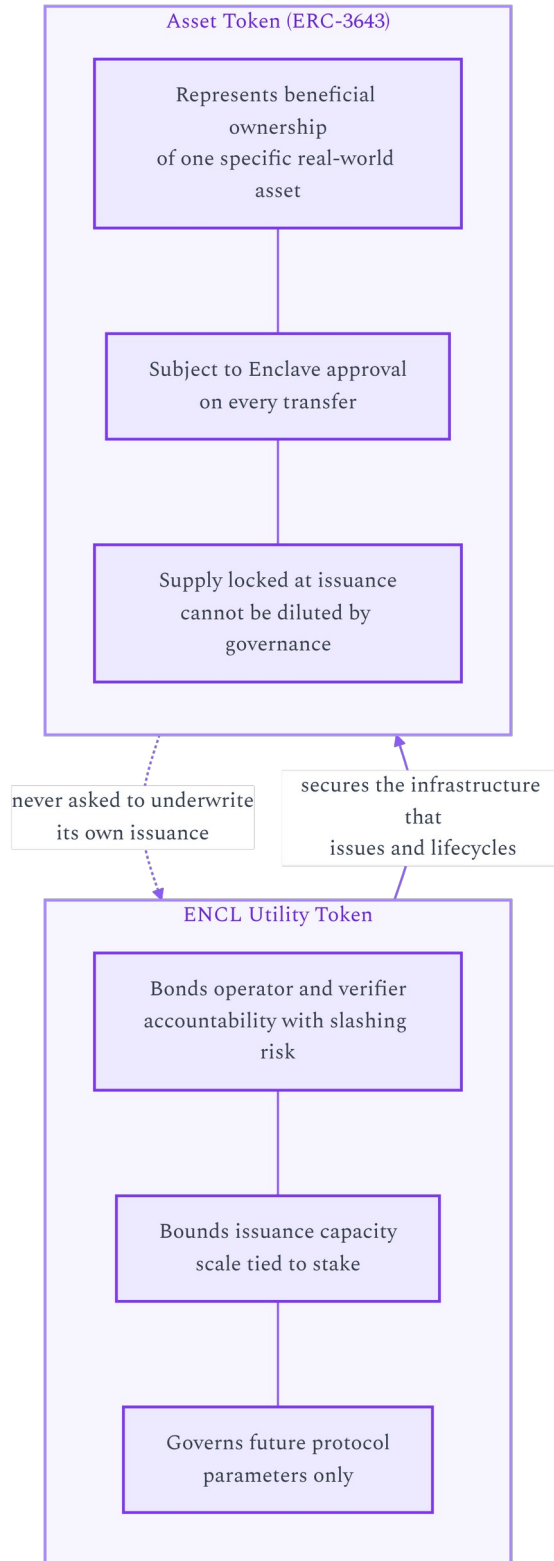 Asset Token (ERC-3643)
Represents beneficial
ownership
of one specific real-world
asset
Subject to Enclave approval
on every transfer
Supply locked at issuance
cannot be diluted by
governance
never asked to underwrite
its own issuance
secures the infrastructure
that
issues and lifecycles
ENCL Utility Token
Bonds operator and verifier
accountability with slashing
risk
Bounds issuance capacity
scale tied to stake
Governs future protocol
parameters only